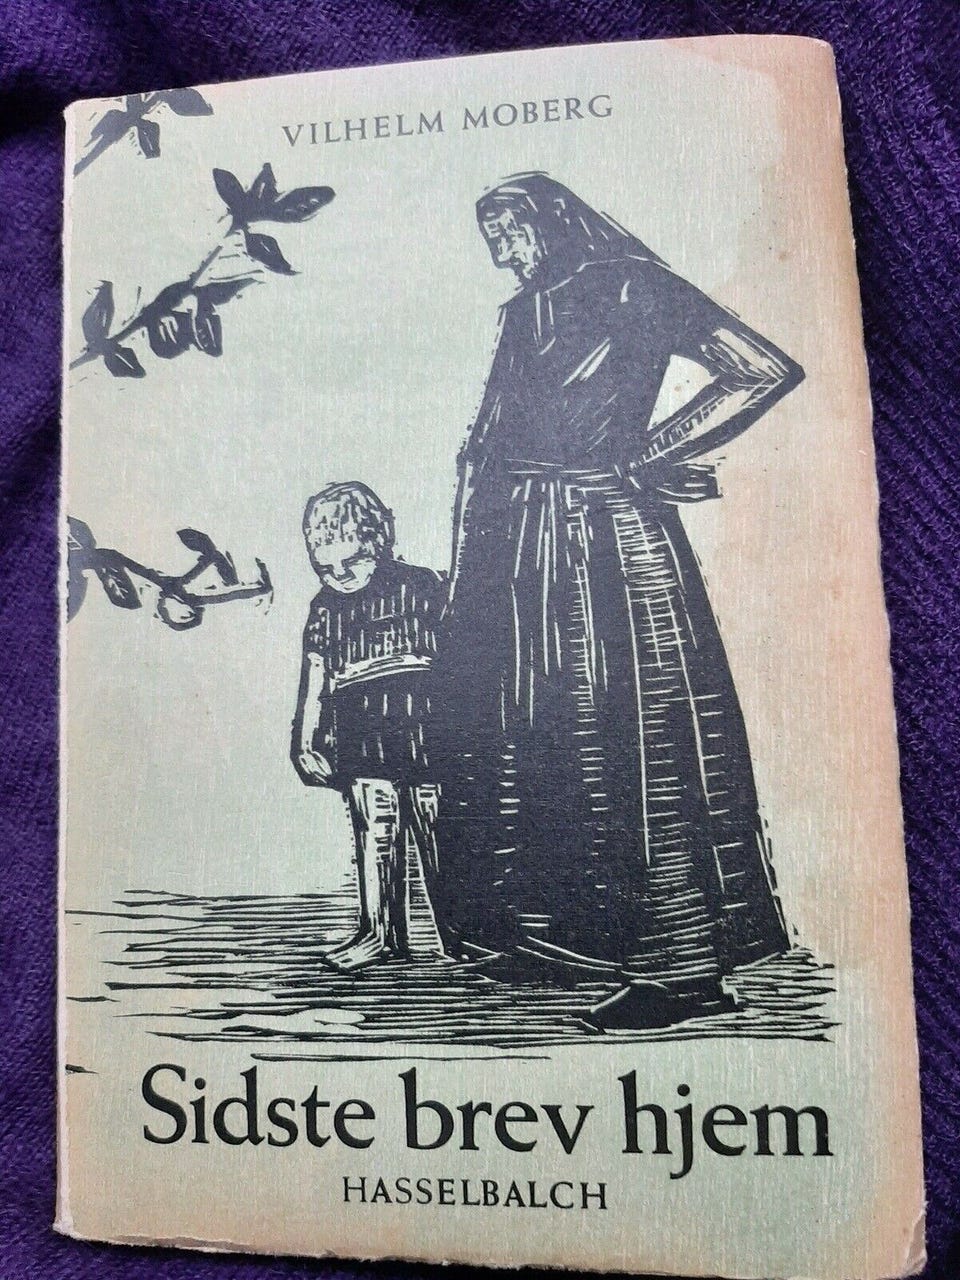 VILHELM MOBERG
Sidste brev hjem
HASSELBALCH